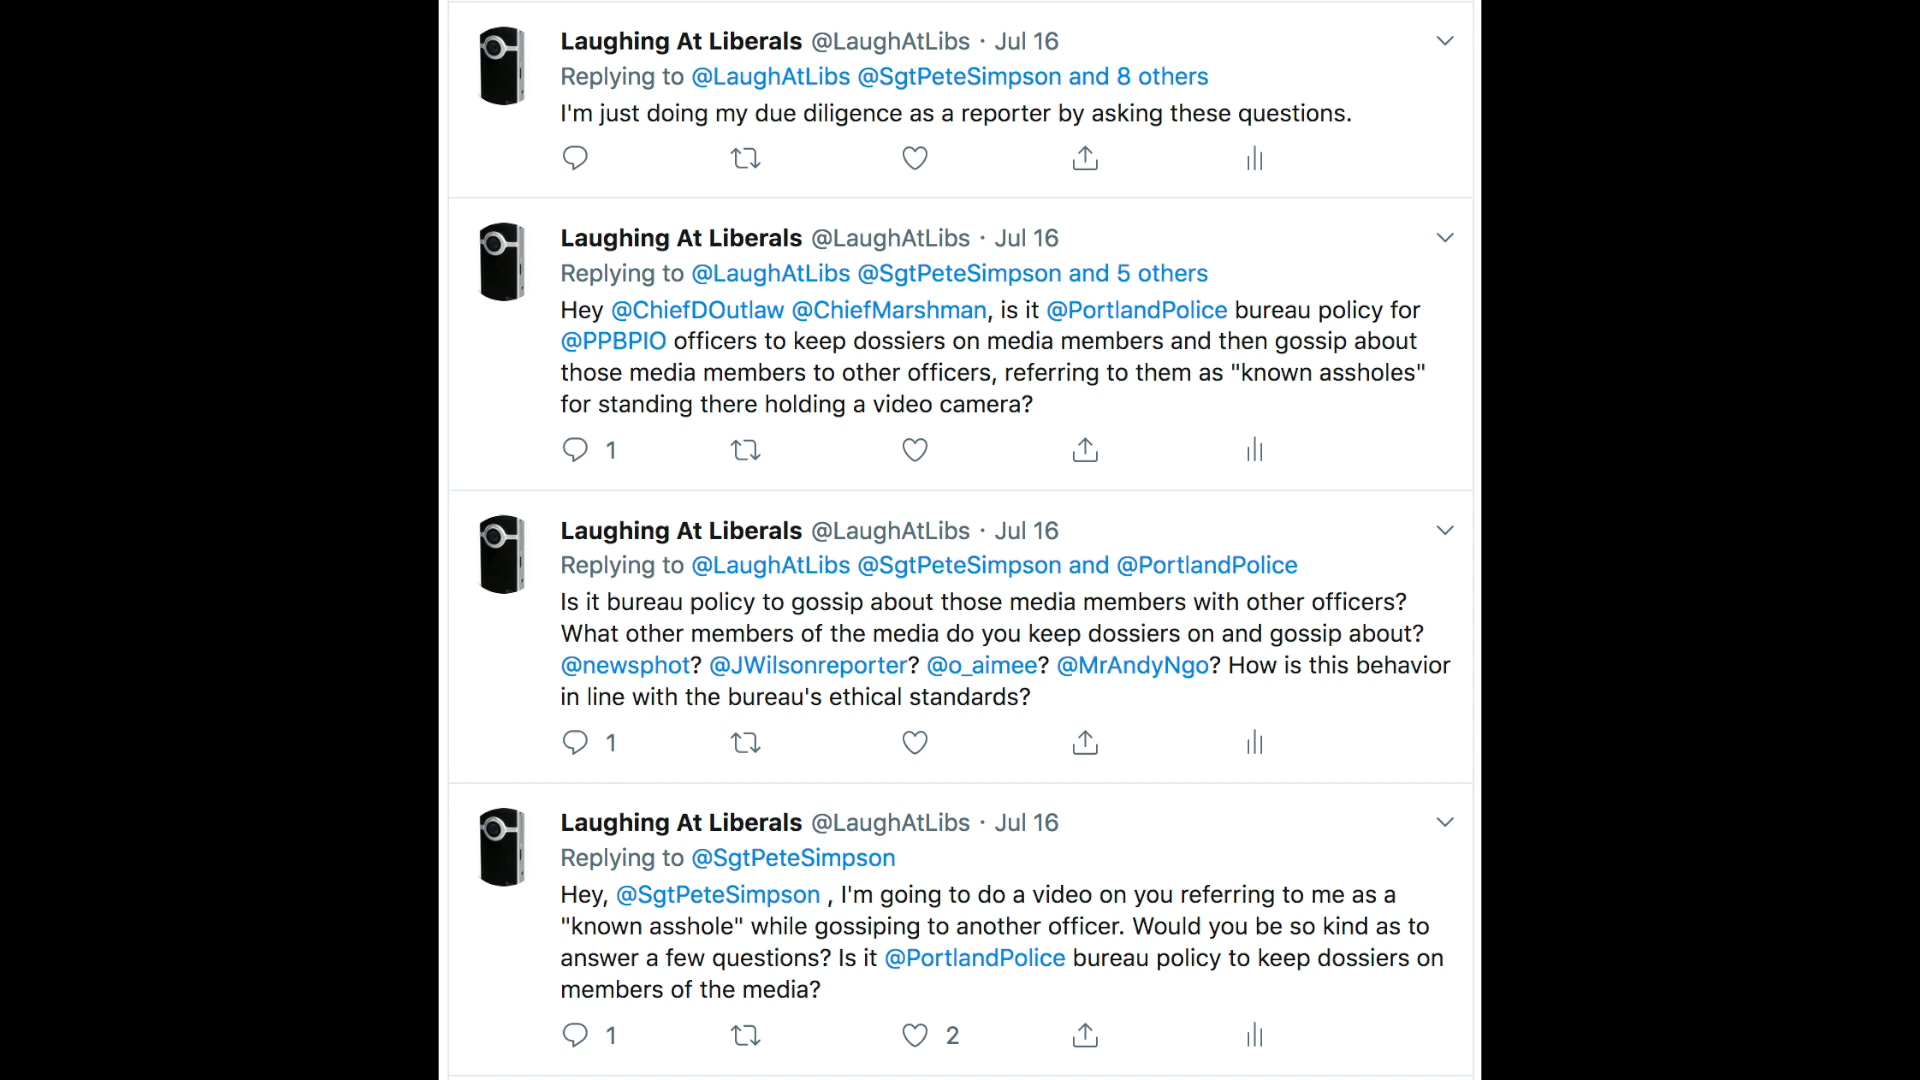 Laughing At Liberals @LaughAtLibs · Jul 16
Replying to @LaughAtLibs @SgtPeteSimpson and 8 others
I'm just doing my due diligence as a reporter by asking these questions.
Laughing At Liberals @LaughAtLibs · Jul 16
Replying to @LaughAtLibs @SgtPeteSimpson and 5 others
Hey @ChiefDOutlaw @ChiefMarshman, is it @PortlandPolice bureau policy for
@PPBPIO officers to keep dossiers on media members and then gossip about
those media members to other officers, referring to them as "known assholes"
for standing there holding a video camera?
1
Laughing At Liberals @LaughAtLibs · Jul 16
Replying to @LaughAtLibs @SgtPeteSimpson and @PortlandPolice
Is it bureau policy to gossip about those media members with other officers?
What other members of the media do you keep dossiers on and gossip about?
@newsphot? @JWilsonreporter? @o_aimee? @MrAndyNgo? How is this behavior
in line with the bureau's ethical standards?
1
Laughing At Liberals @LaughAtLibs · Jul 16
Replying to @SgtPeteSimpson
Hey, @SgtPeteSimpson , I'm going to do a video on you referring to me as a
"known asshole" while gossiping to another officer. Would you be so kind as to
answer a few questions? Is it @PortlandPolice bureau policy to keep dossiers on
members of the media?
1 2